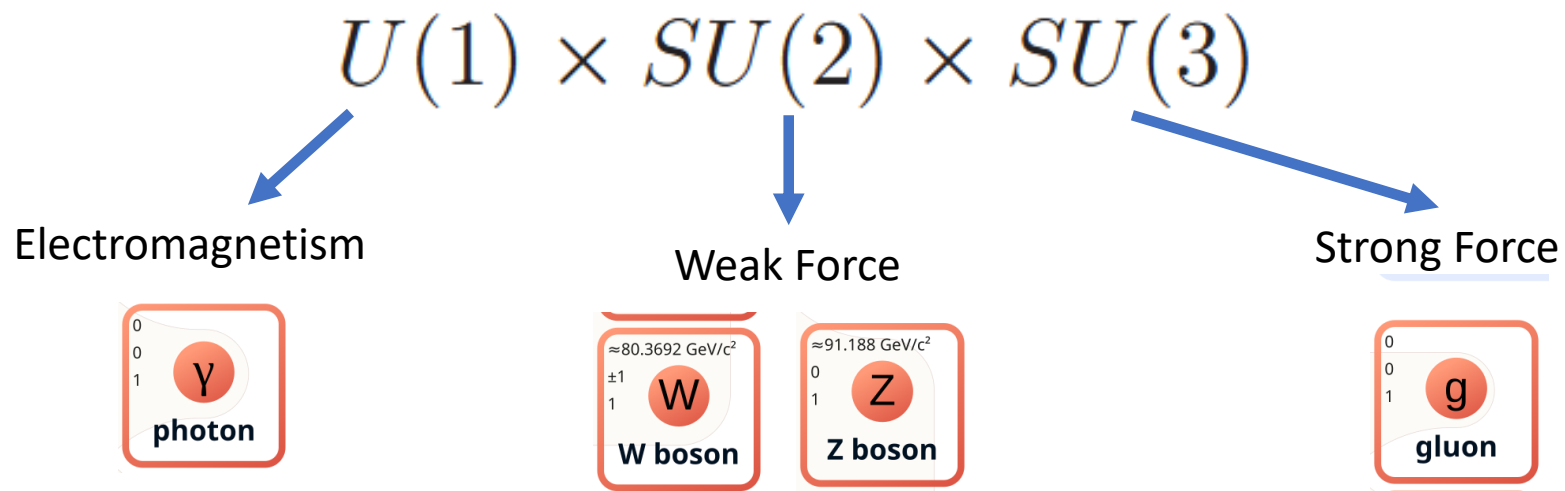 U(1) × SU(2) × SU(3)
Electromagnetism
Weak Force
Strong Force
0
0
1
γ
photon
≈80.3692 GeV/c²
±1
1
W
W boson
≈91.188 GeV/c²
0
1
Z
Z boson
0
0
1
g
gluon